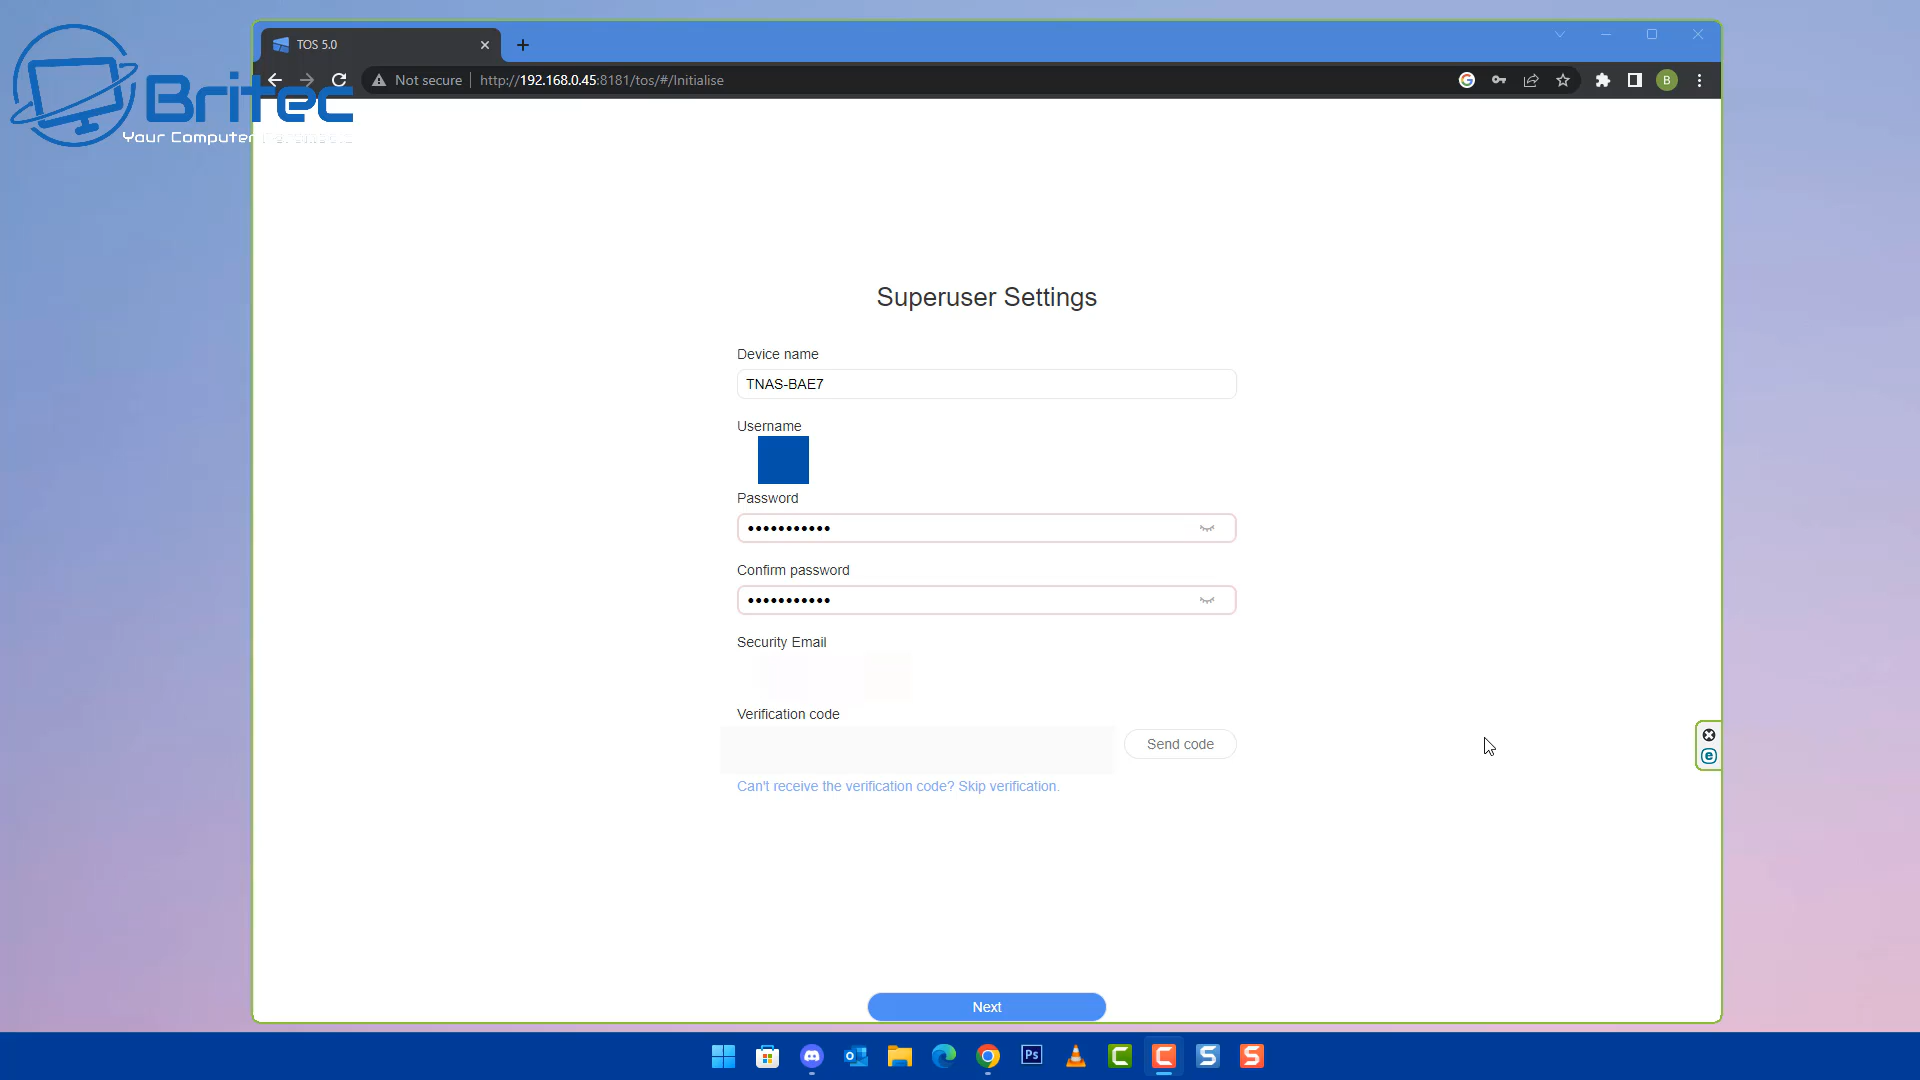 TOS 5.0
Britec
Your Computer
Not secure
http://192.168.0.45:8181/tos/#/Initialise
B
Superuser Settings
Device name
TNAS-BAE7
Username
Password
•••••••••••
Confirm password
•••••••••••
Security Email
Verification code
Send code
Can't receive the verification code? Skip verification.
Next
Ps